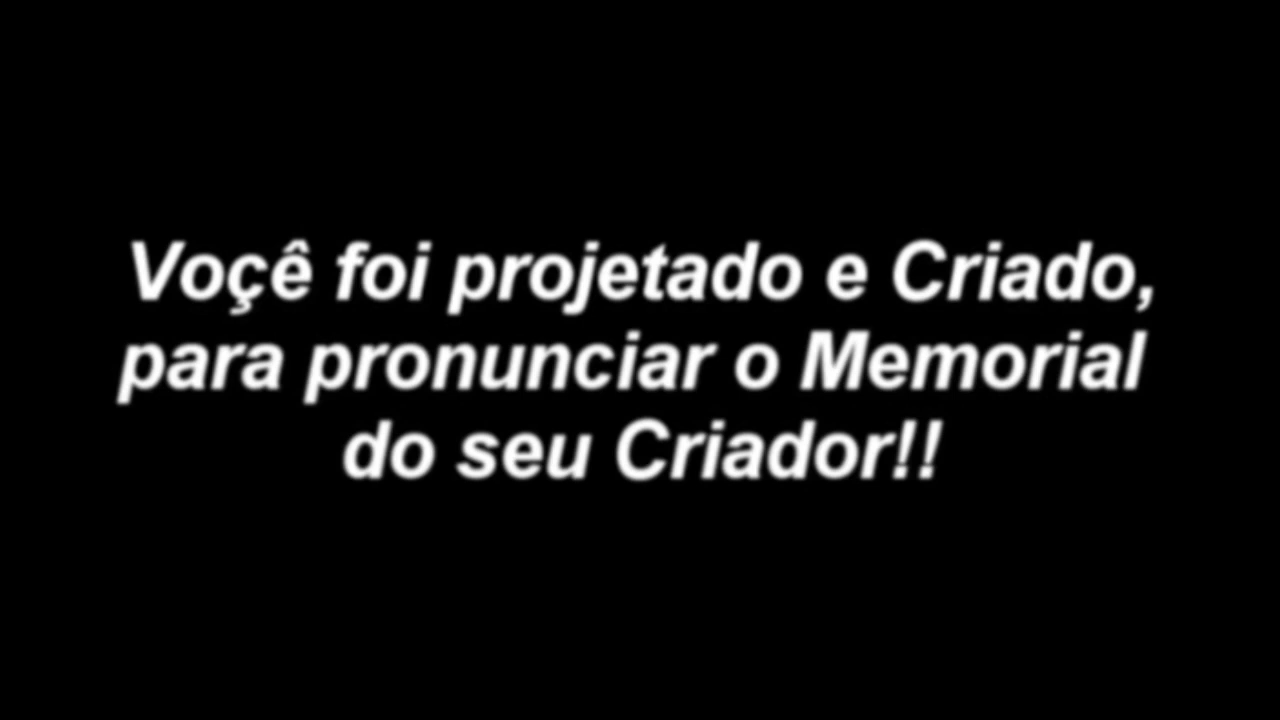 Voçê foi projetado e Criado,
para pronunciar o Memorial
do seu Criador!!